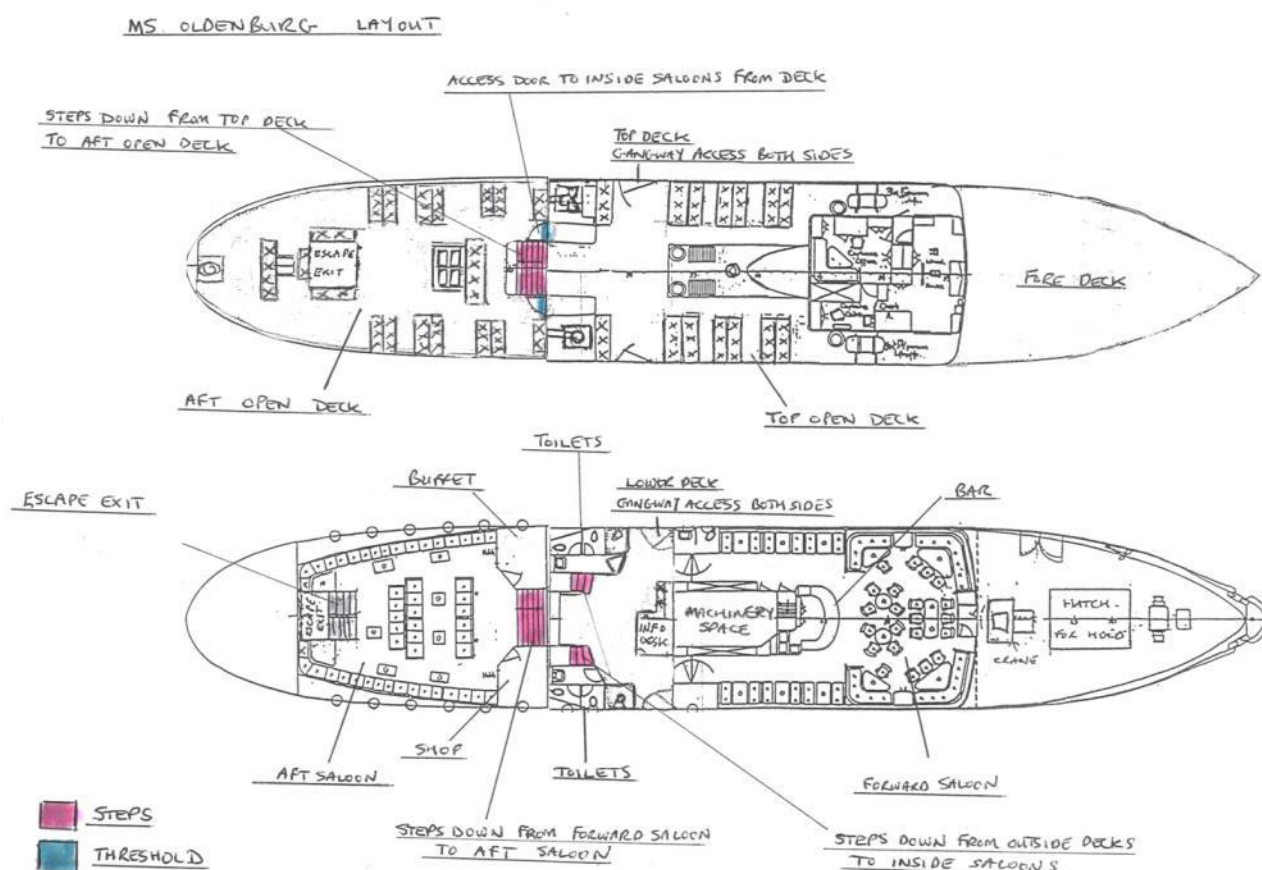 MS. OLDENBURG LAYOUT
ACCESS DOOR TO INSIDE SALOONS FROM DECK
STEPS DOWN FROM TOP DECK
TO AFT OPEN DECK
TOP DECK
GANGWAY ACCESS BOTH SIDES
ESCAPE
EXIT
FORE DECK
AFT OPEN DECK
TOP OPEN DECK
TOILETS
BUFFET
LOWER DECK
GANGWAY ACCESS BOTH SIDES
BAR
ESCAPE EXIT
ESCAPE
EXIT
INFO
DESK
MACHINERY
SPACE
HUTCH
FOR HOLD
CRANE
SHOP
AFT SALOON
TOILETS
FORWARD SALOON
STEPS
THRESHOLD
STEPS DOWN FROM FORWARD SALOON
TO AFT SALOON
STEPS DOWN FROM OUTSIDE DECKS
TO INSIDE SALOONS